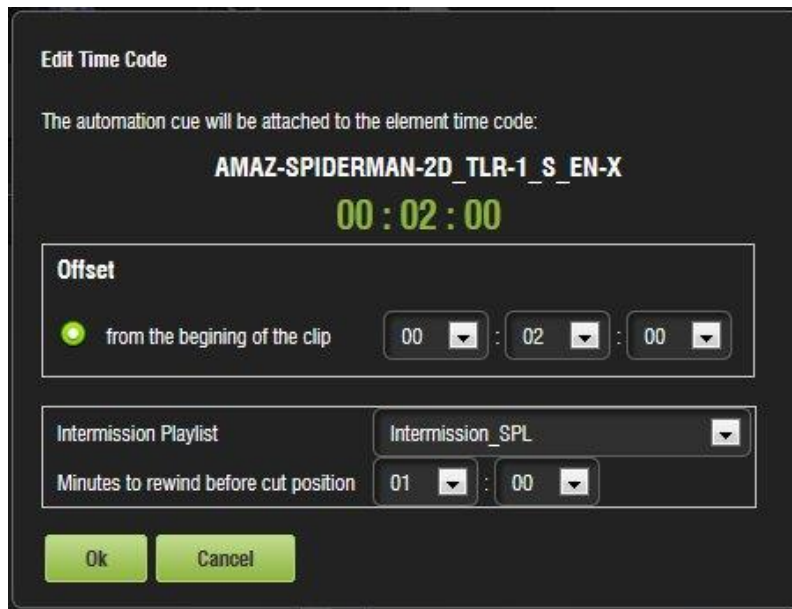 Edit Time Code
The automation cue will be attached to the element time code:
AMAZ-SPIDERMAN-2D_TLR-1_S_EN-X
00 : 02 : 00
Offset
from the begining of the clip 00 : 02 : 00
Intermission Playlist Intermission_SPL
Minutes to rewind before cut position 01 : 00
Ok Cancel